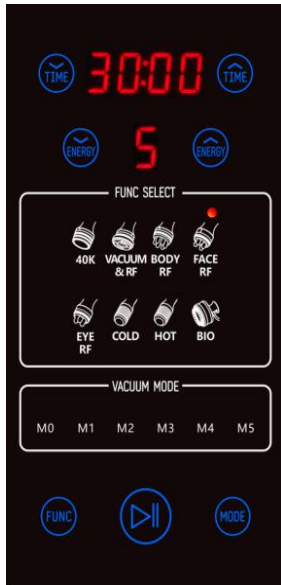 TIME
30:00
TIME
ENERGY
5
ENERGY
FUNC SELECT
40K
VACUUM
& RF
BODY
RF
FACE
RF
EYE
RF
COLD
HOT
BIO
VACUUM MODE
M0 M1 M2 M3 M4 M5
FUNC
MODE